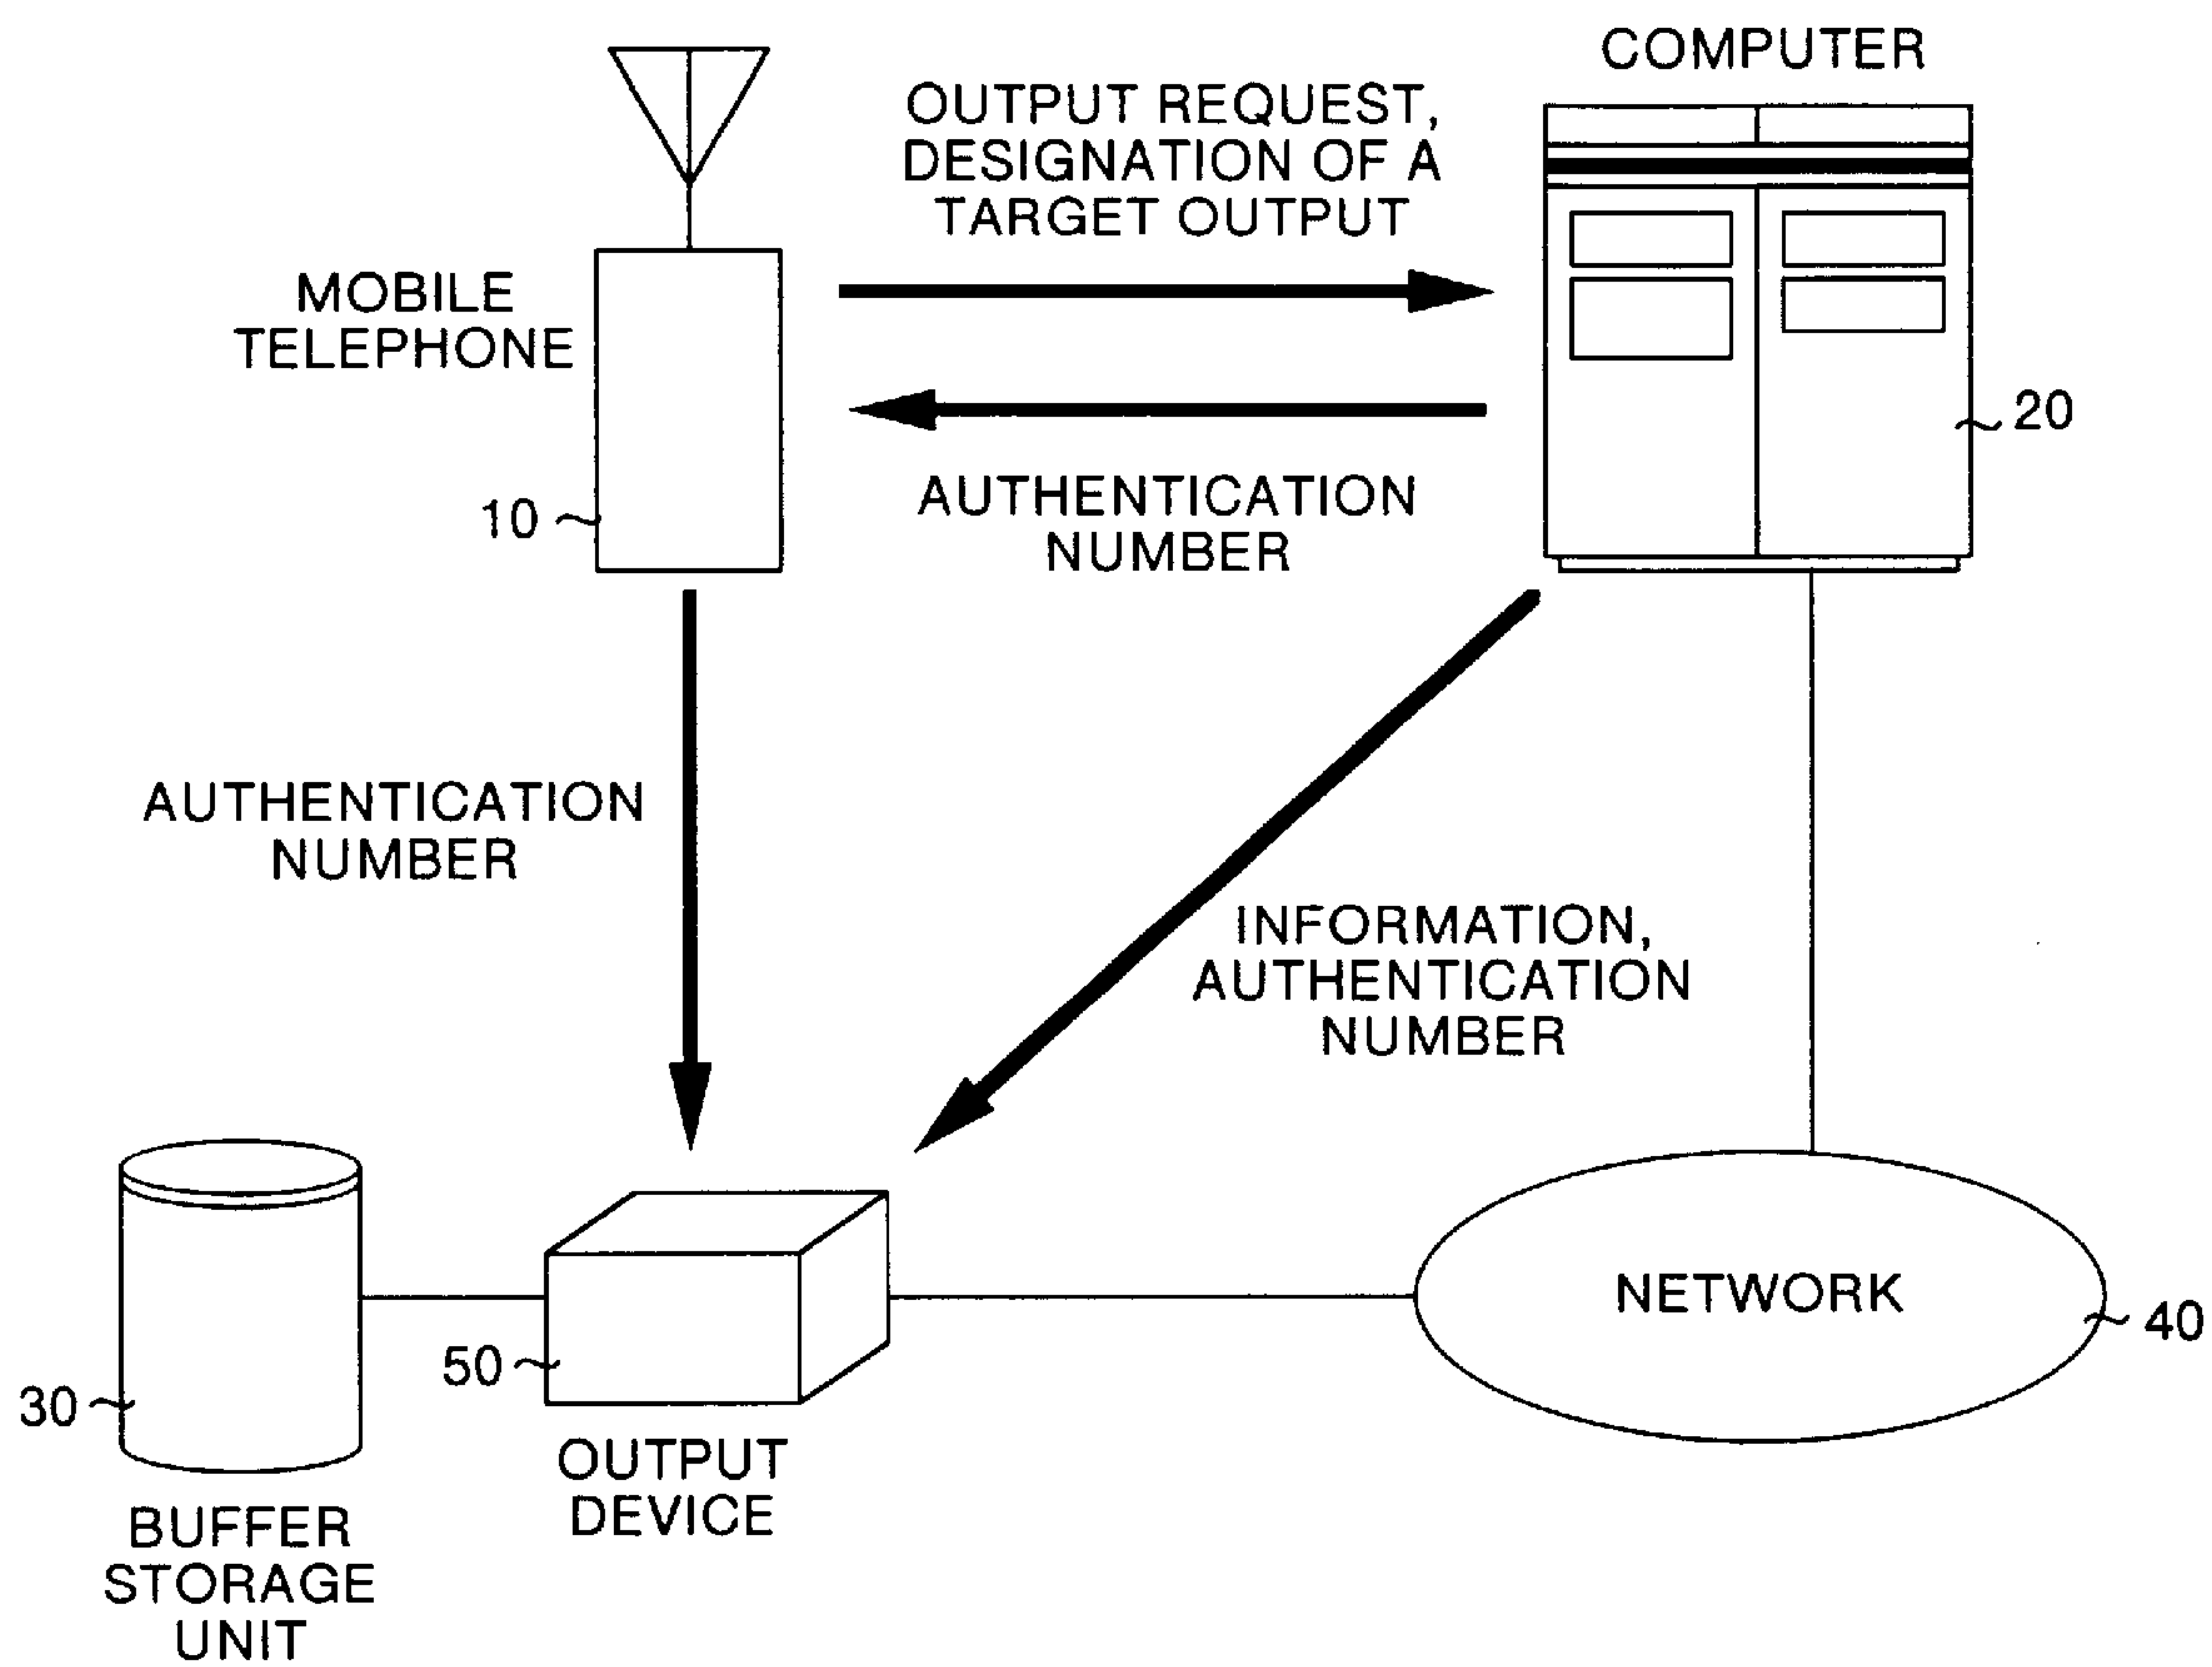 COMPUTER
OUTPUT REQUEST,
DESIGNATION OF A
TARGET OUTPUT
MOBILE
TELEPHONE
20
10
AUTHENTICATION
NUMBER
AUTHENTICATION
NUMBER
INFORMATION,
AUTHENTICATION
NUMBER
NETWORK
40
50
30
OUTPUT
DEVICE
BUFFER
STORAGE
UNIT